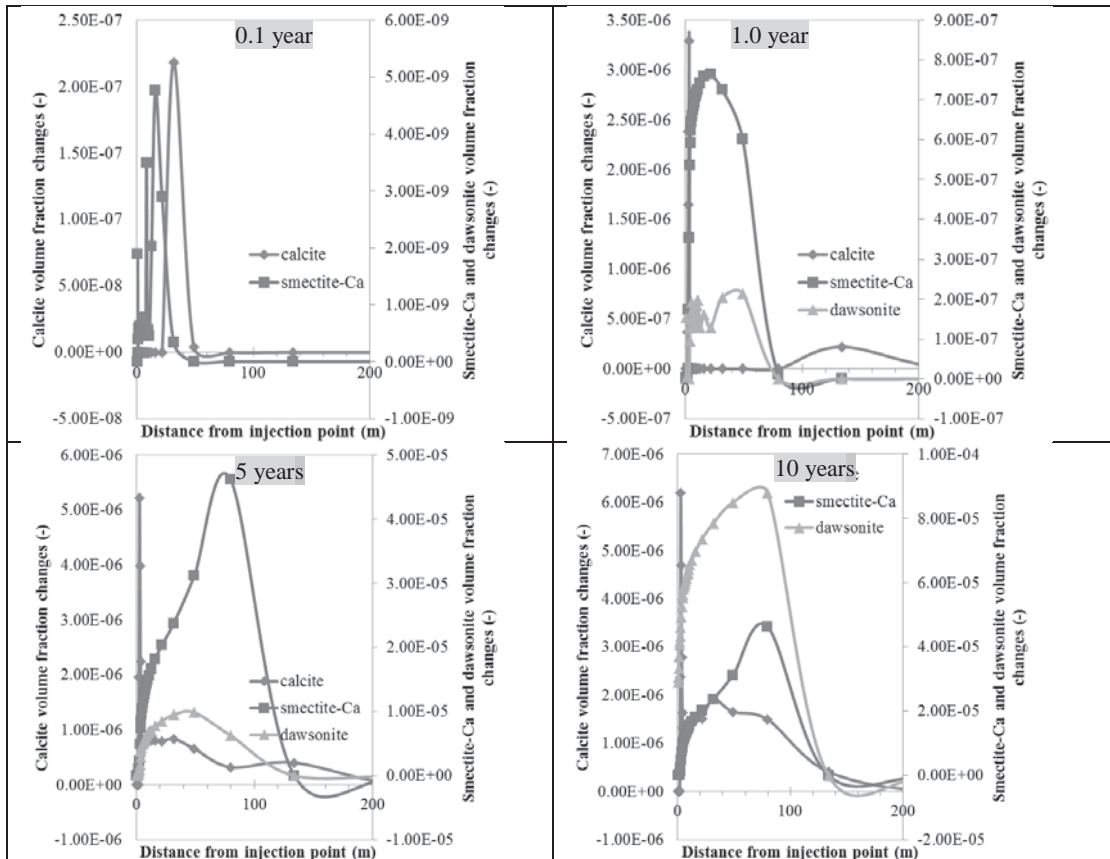 0.1 year
2.50E-07
2.00E-07
1.50E-07
1.00E-07
5.00E-08
0.00E+00
-5.00E-08
Calcite volume fraction changes (-)
6.00E-09
5.00E-09
4.00E-09
3.00E-09
2.00E-09
1.00E-09
0.00E+00
-1.00E-09
Smectite-Ca and dawsonite volume fraction
changes (-)
calcite
smectite-Ca
0
100
200
Distance from injection point (m)
1.0 year
3.50E-06
3.00E-06
2.50E-06
2.00E-06
1.50E-06
1.00E-06
5.00E-07
0.00E+00
-5.00E-07
Calcite volume fraction changes (-)
9.00E-07
8.00E-07
7.00E-07
6.00E-07
5.00E-07
4.00E-07
3.00E-07
2.00E-07
1.00E-07
0.00E+00
-1.00E-07
Smectite-Ca and dawsonite volume fraction
changes (-)
calcite
smectite-Ca
dawsonite
0
100
200
Distance from injection point (m)
5 years
6.00E-06
5.00E-06
4.00E-06
3.00E-06
2.00E-06
1.00E-06
0.00E+00
-1.00E-06
Calcite volume fraction changes (-)
5.00E-05
4.00E-05
3.00E-05
2.00E-05
1.00E-05
0.00E+00
-1.00E-05
Smectite-Ca and dawsonite volume fraction
changes (-)
calcite
smectite-Ca
dawsonite
0
100
200
Distance from injection point (m)
10 years
7.00E-06
6.00E-06
5.00E-06
4.00E-06
3.00E-06
2.00E-06
1.00E-06
0.00E+00
-1.00E-06
Calcite volume fraction changes (-)
1.00E-04
8.00E-05
6.00E-05
4.00E-05
2.00E-05
0.00E+00
-2.00E-05
Smectite-Ca and dawsonite volume fraction
changes (-)
smectite-Ca
dawsonite
0
100
200
Distance from injection point (m)